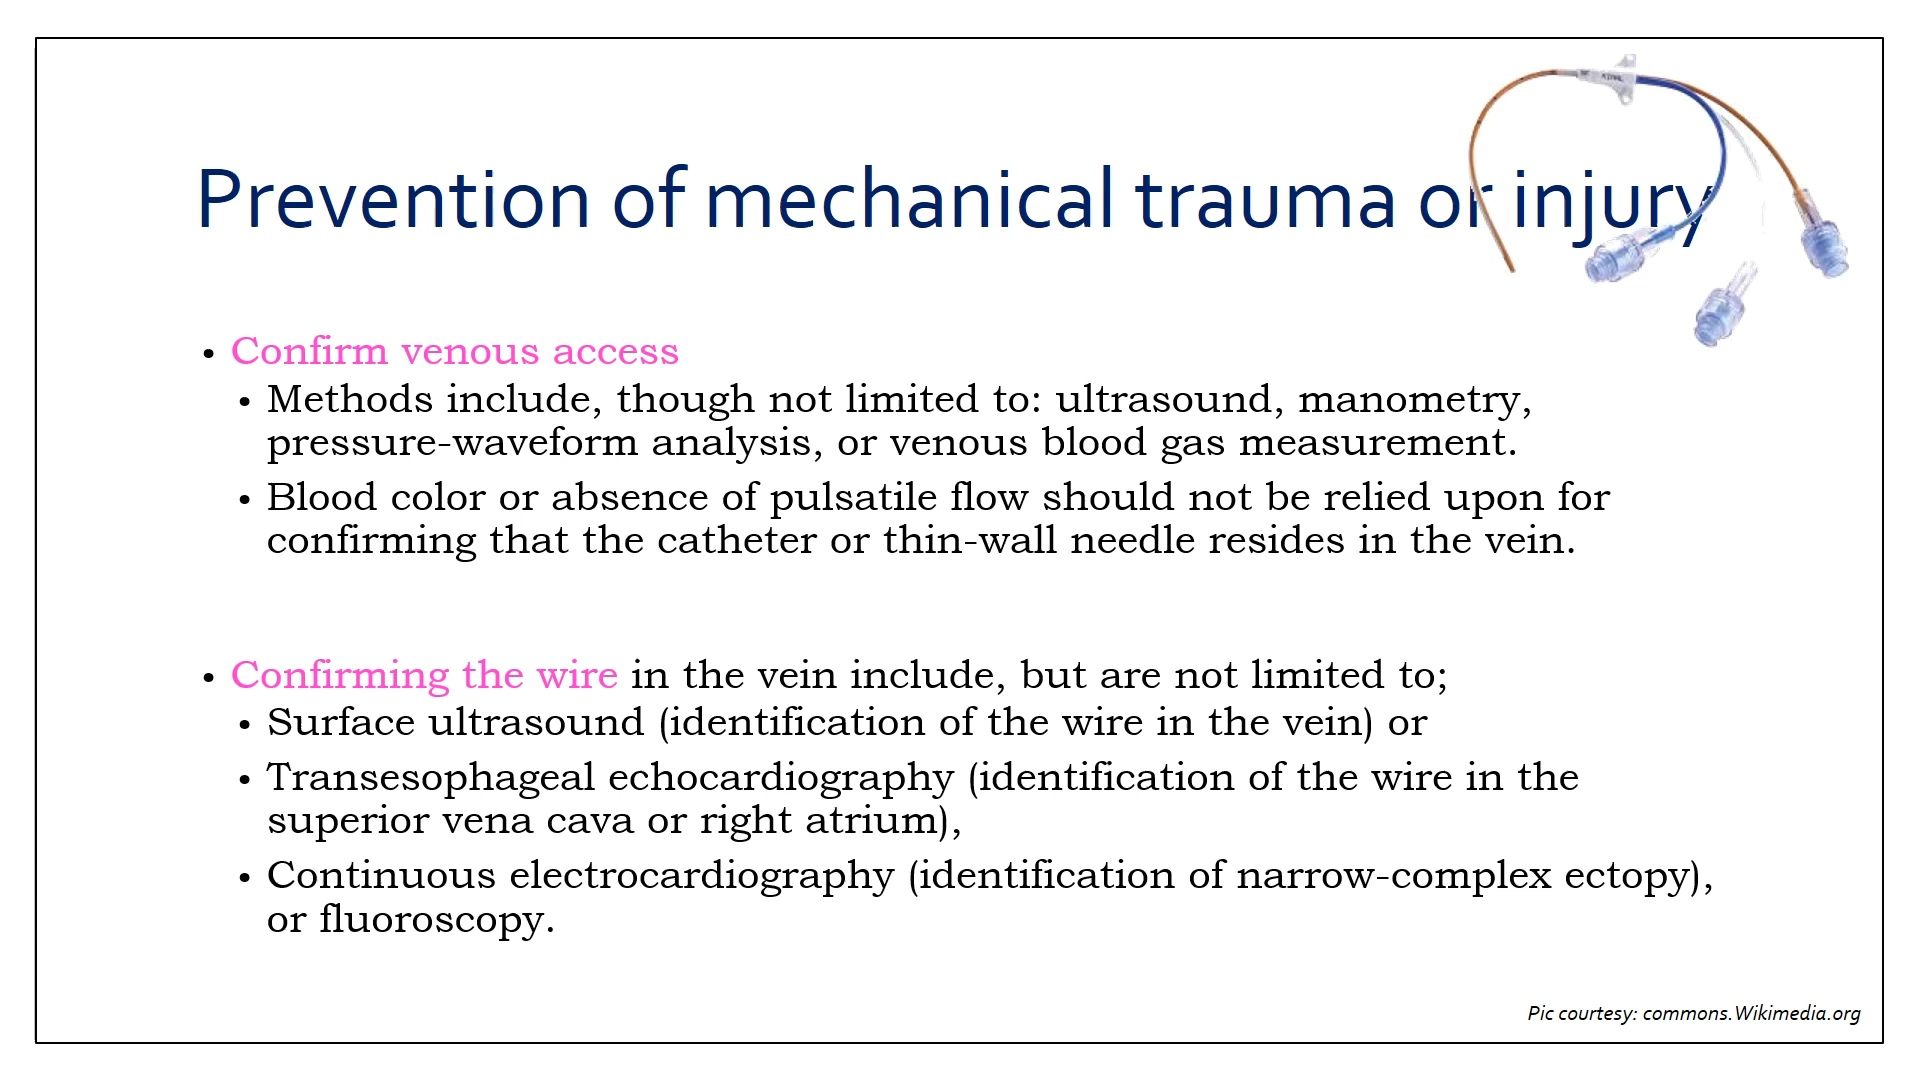 Prevention of mechanical trauma or injury
• Confirm venous access
• Methods include, though not limited to: ultrasound, manometry,
pressure-waveform analysis, or venous blood gas measurement.
• Blood color or absence of pulsatile flow should not be relied upon for
confirming that the catheter or thin-wall needle resides in the vein.
• Confirming the wire in the vein include, but are not limited to;
• Surface ultrasound (identification of the wire in the vein) or
• Transesophageal echocardiography (identification of the wire in the
superior vena cava or right atrium),
• Continuous electrocardiography (identification of narrow-complex ectopy),
or fluoroscopy.
Pic courtesy: commons.Wikimedia.org